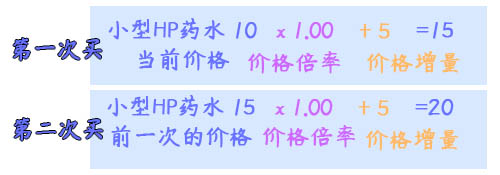 第一次买
小型HP药水 10 x 1.00 + 5 =15
当前价格 价格倍率 价格增量
第二次买
小型HP药水 15 x 1.00 + 5 =20
前一次的价格 价格倍率 价格增量